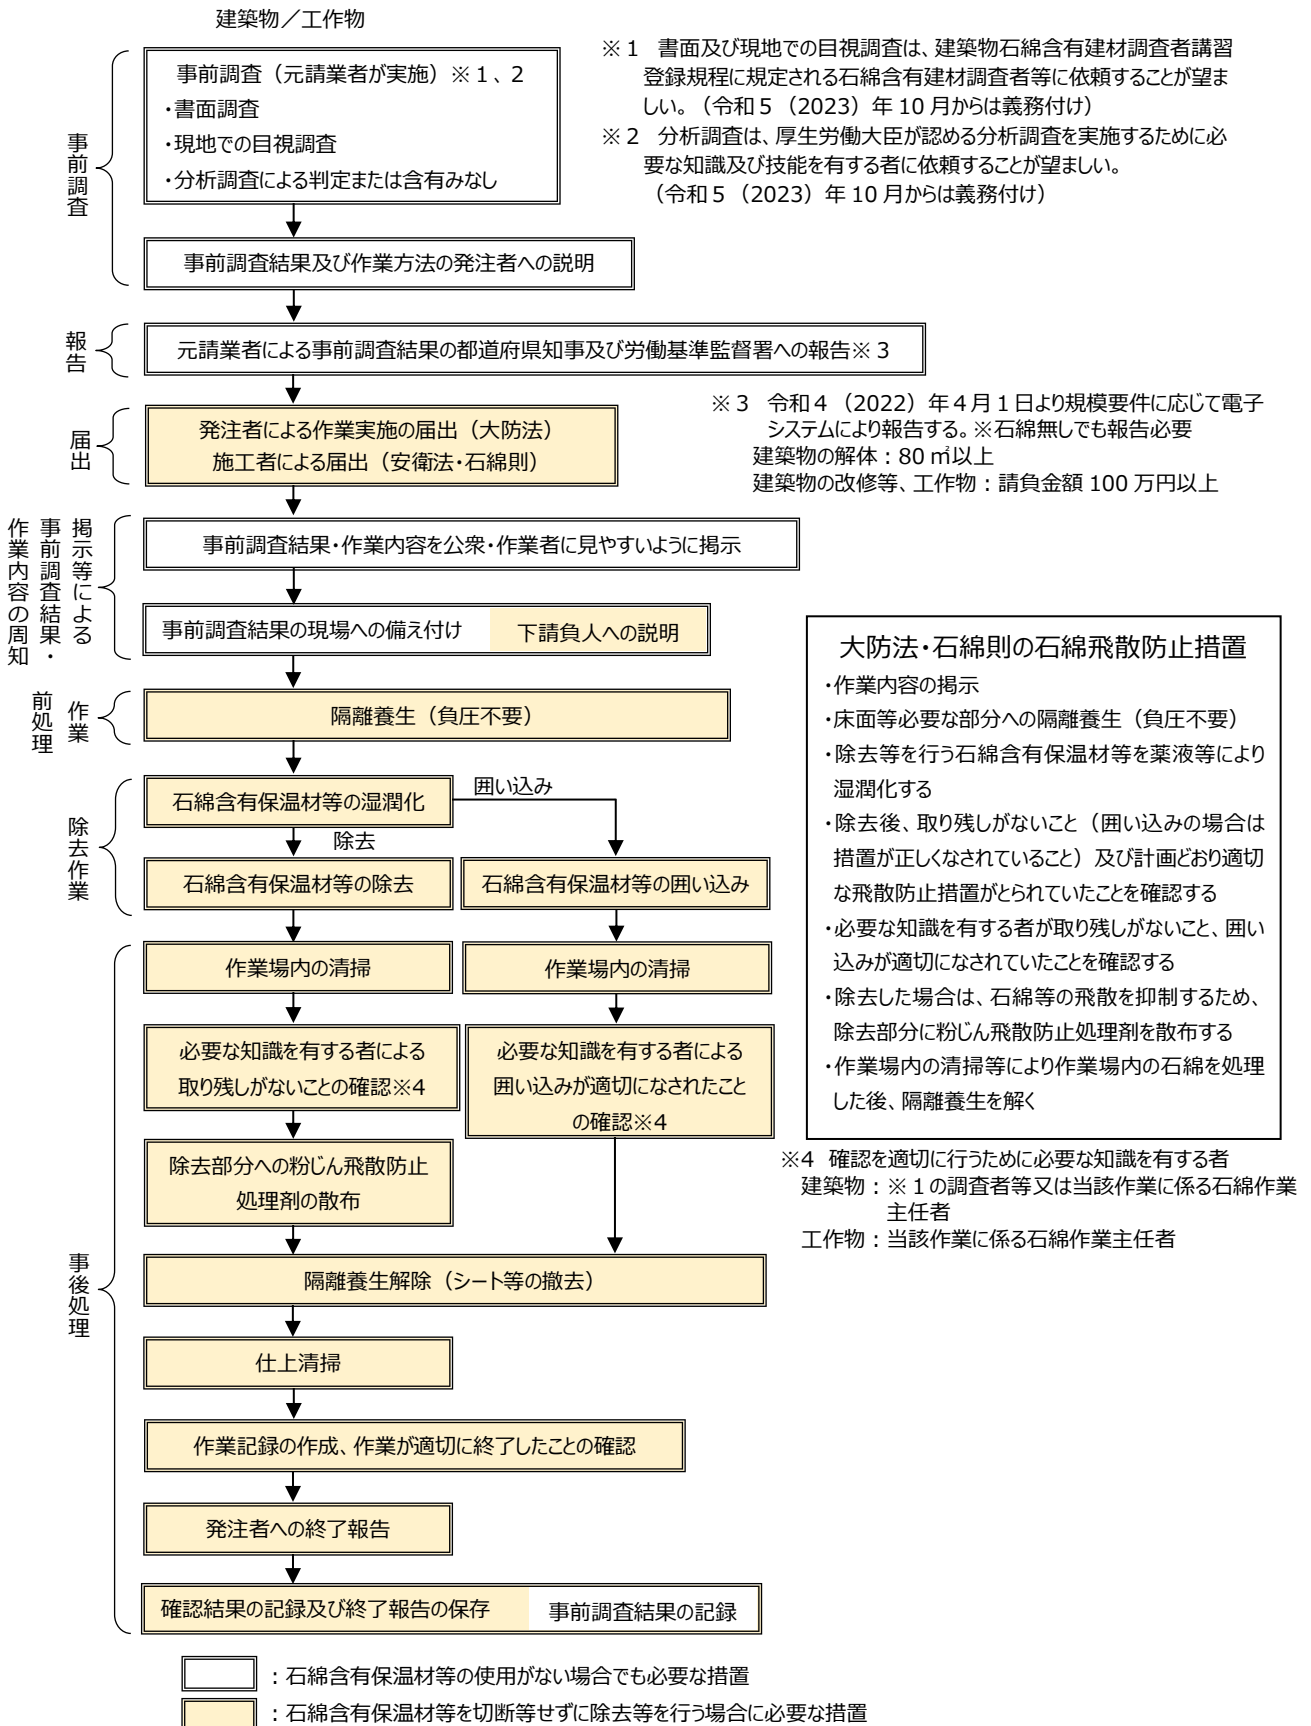 建築物／工作物
事前調査
事前調査（元請業者が実施）※１、２
・書面調査
・現地での目視調査
・分析調査による判定または含有みなし
※１　書面及び現地での目視調査は、建築物石綿含有建材調査者講習
登録規程に規定される石綿含有建材調査者等に依頼することが望ま
しい。（令和５（2023）年 10 月からは義務付け）
※２　分析調査は、厚生労働大臣が認める分析調査を実施するために必
要な知識及び技能を有する者に依頼することが望ましい。
（令和５（2023）年 10 月からは義務付け）
事前調査結果及び作業方法の発注者への説明
報告
元請業者による事前調査結果の都道府県知事及び労働基準監督署への報告※３
届出
発注者による作業実施の届出（大防法）
施工者による届出（安衛法・石綿則）
※３　令和４（2022）年４月１日より規模要件に応じて電子
システムにより報告する。※石綿無しでも報告必要
建築物の解体：80 ㎡以上
建築物の改修等、工作物：請負金額 100 万円以上
掲示等による
事前調査結果・
作業内容の周知
事前調査結果・作業内容を公衆・作業者に見やすいように掲示
事前調査結果の現場への備え付け
下請負人への説明
作業
前処理
隔離養生（負圧不要）
除去作業
石綿含有保温材等の湿潤化
囲い込み
除去
石綿含有保温材等の除去
石綿含有保温材等の囲い込み
事後処理
作業場内の清掃
作業場内の清掃
必要な知識を有する者による
取り残しがないことの確認※4
必要な知識を有する者による
囲い込みが適切になされたこと
の確認※4
除去部分への粉じん飛散防止
処理剤の散布
隔離養生解除（シート等の撤去）
仕上清掃
作業記録の作成、作業が適切に終了したことの確認
発注者への終了報告
確認結果の記録及び終了報告の保存
事前調査結果の記録
大防法・石綿則の石綿飛散防止措置
・作業内容の掲示
・床面等必要な部分への隔離養生（負圧不要）
・除去等を行う石綿含有保温材等を薬液等により
湿潤化する
・除去後、取り残しがないこと（囲い込みの場合は
措置が正しくなされていること）及び計画どおり適切
な飛散防止措置がとられていたことを確認する
・必要な知識を有する者が取り残しがないこと、囲い
込みが適切になされていたことを確認する
・除去した場合は、石綿等の飛散を抑制するため、
除去部分に粉じん飛散防止処理剤を散布する
・作業場内の清掃等により作業場内の石綿を処理
した後、隔離養生を解く
※4　確認を適切に行うために必要な知識を有する者
建築物：※１の調査者等又は当該作業に係る石綿作業
主任者
工作物：当該作業に係る石綿作業主任者
：石綿含有保温材等の使用がない場合でも必要な措置
：石綿含有保温材等を切断等せずに除去等を行う場合に必要な措置